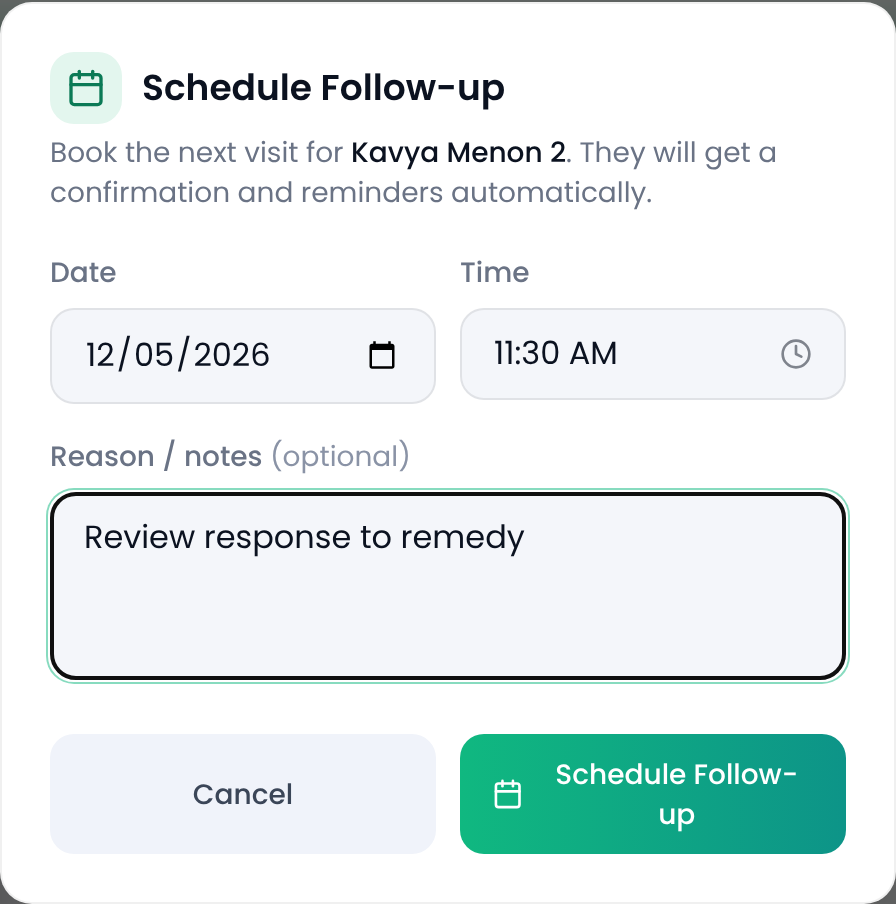 Schedule Follow-up
Book the next visit for Kavya Menon 2. They will get a
confirmation and reminders automatically.
Date
Time
12/05/2026
11:30 AM
Reason / notes (optional)
Review response to remedy
Cancel
Schedule Follow-
up